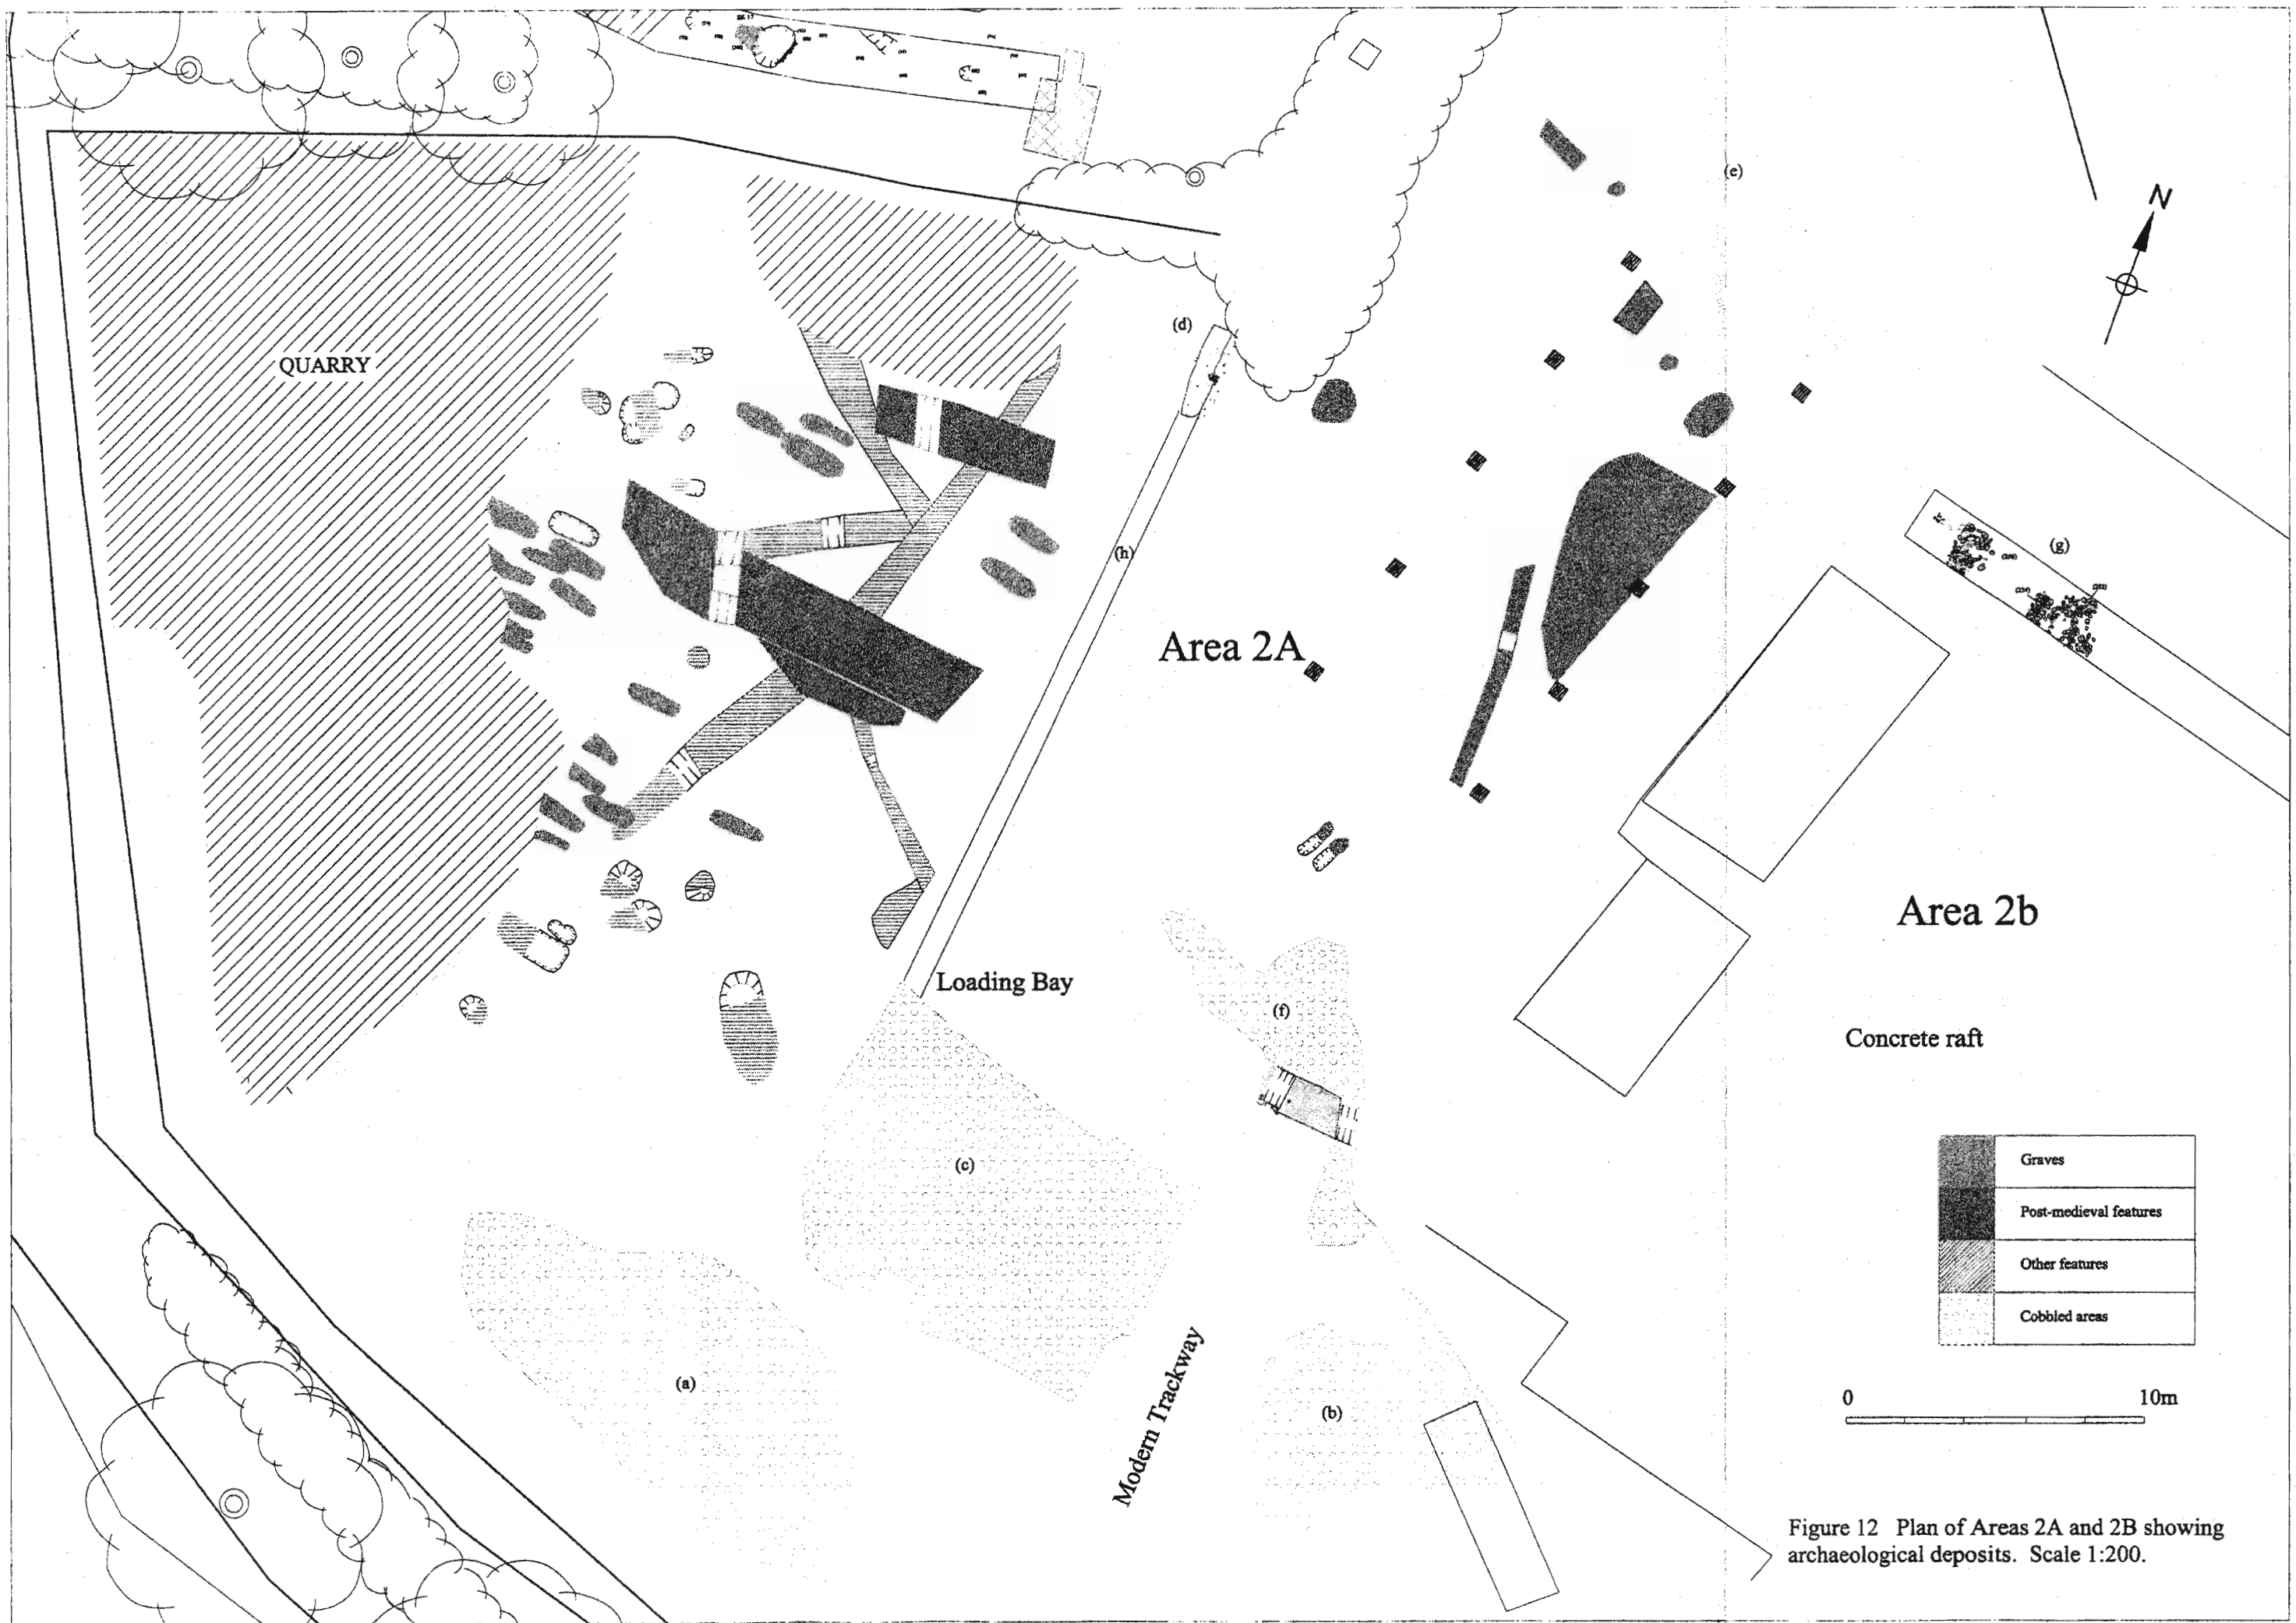 (e)
N
(d)
QUARRY
(h)
(g)
Area 2A
Area 2b
Loading Bay
(f)
Concrete raft
(c)
Graves
Post-medieval features
Other features
Cobbled areas
(a)
(b)
Modern Trackway
0 10m
Figure 12 Plan of Areas 2A and 2B showing
archaeological deposits. Scale 1:200.